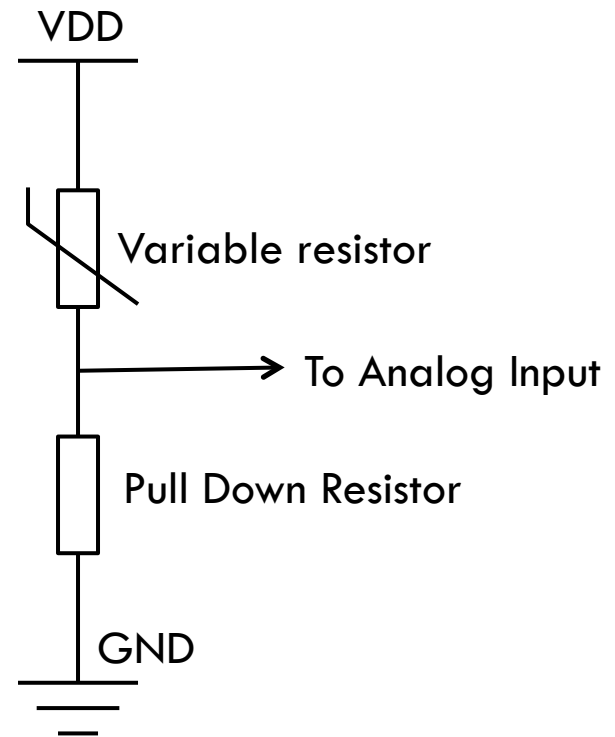 VDD
Variable resistor
To Analog Input
Pull Down Resistor
GND